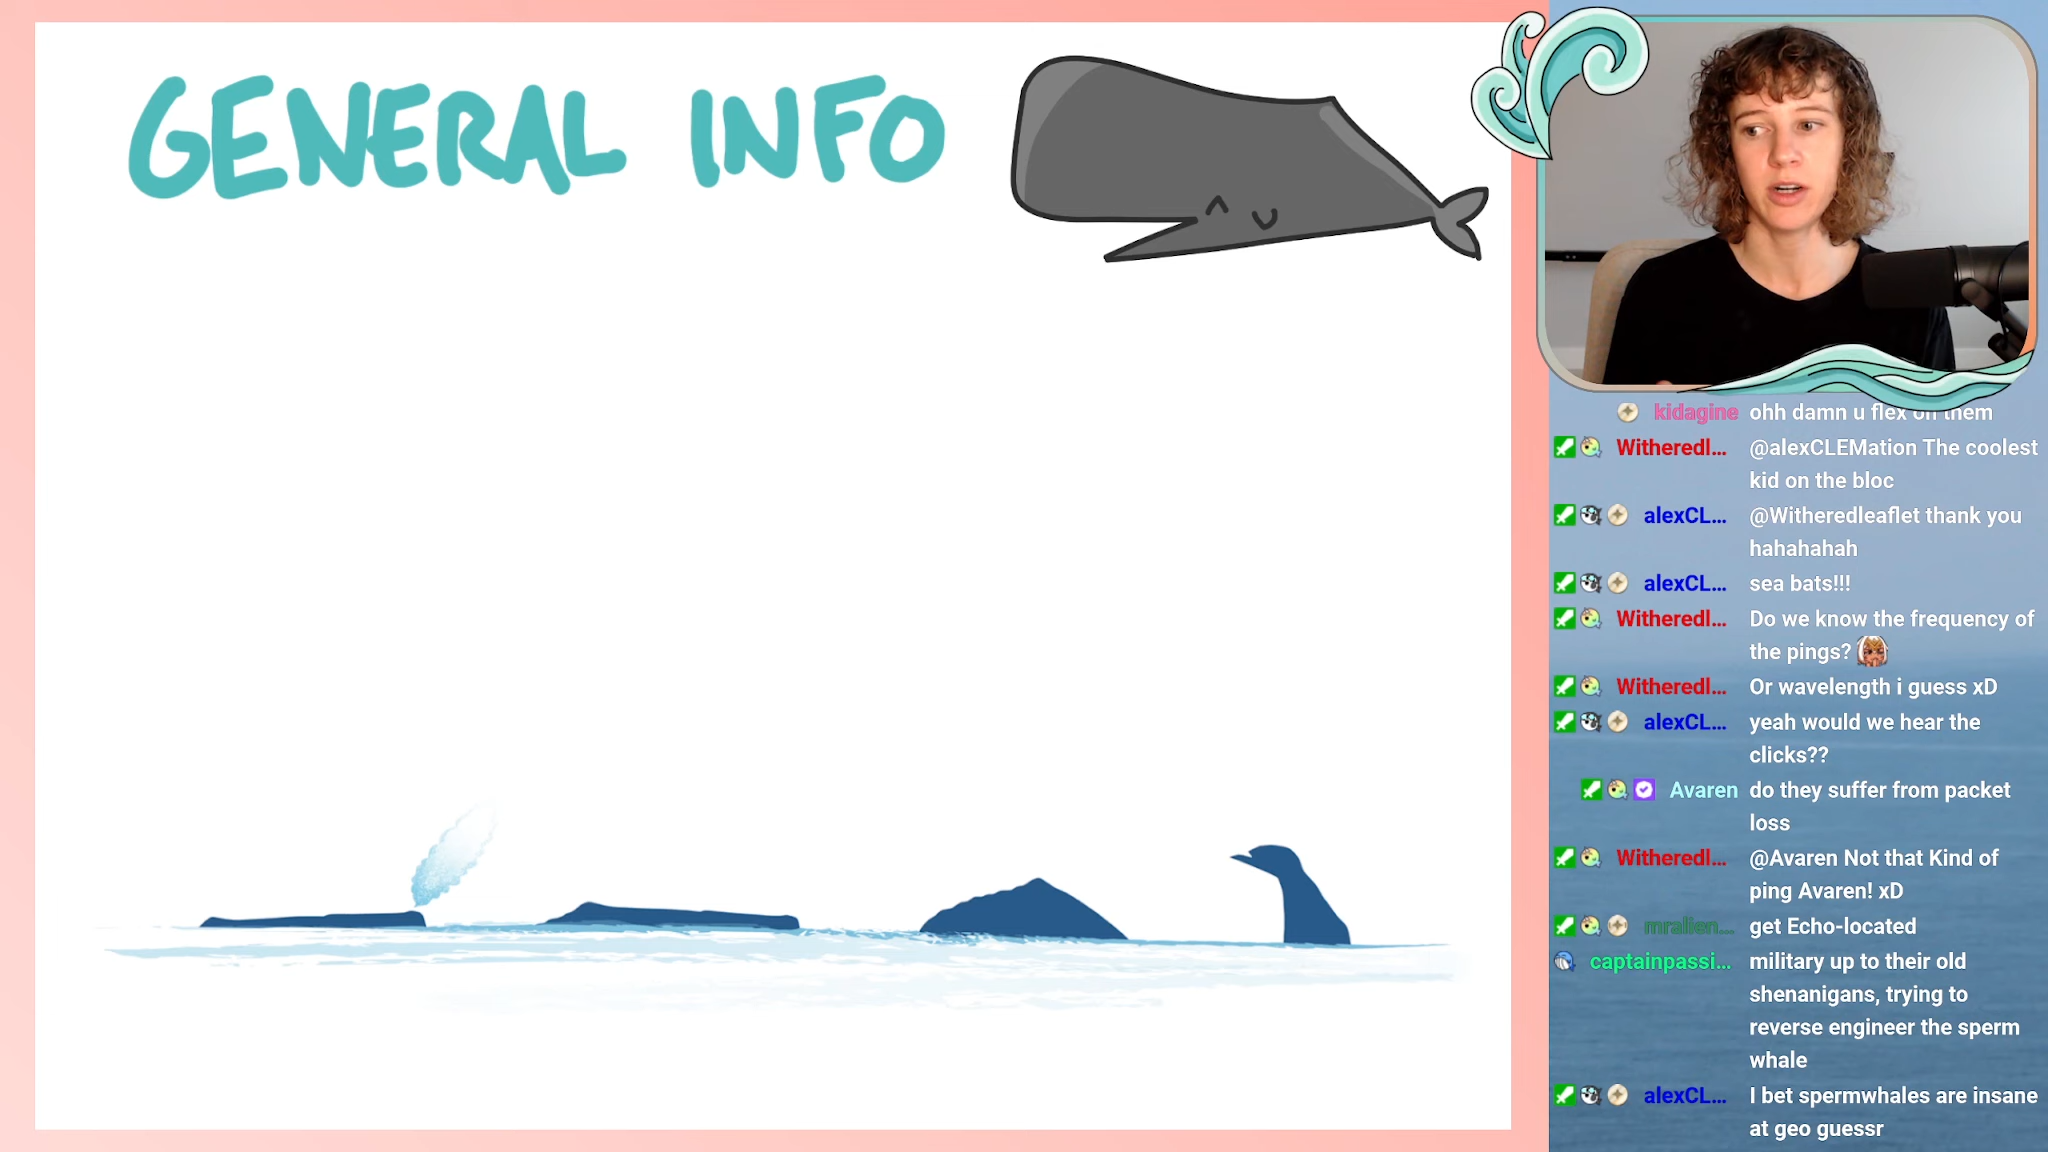 GENERAL INFO
kidagine ohh damn u flex on them
Witheredl... @alexCLEMation The coolest
kid on the bloc
alexCL... @Witheredleaflet thank you
hahahahah
alexCL... sea bats!!!
Witheredl... Do we know the frequency of
the pings?
Witheredl... Or wavelength i guess xD
alexCL... yeah would we hear the
clicks??
Avaren do they suffer from packet
loss
Witheredl... @Avaren Not that Kind of
ping Avaren! xD
mralien... get Echo-located
captainpassi... military up to their old
shenanigans, trying to
reverse engineer the sperm
whale
alexCL... I bet spermwhales are insane
at geo guessr